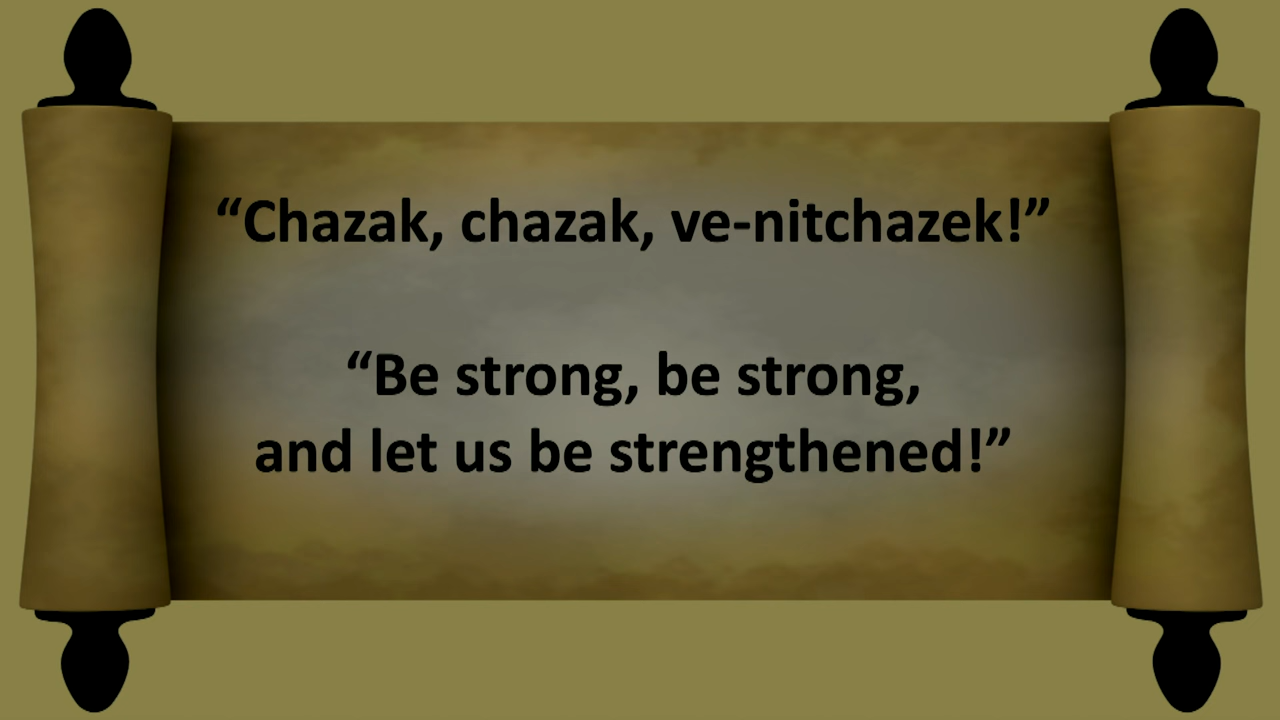 “Chazak, chazak, ve-nitchazek!”
“Be strong, be strong,
and let us be strengthened!”